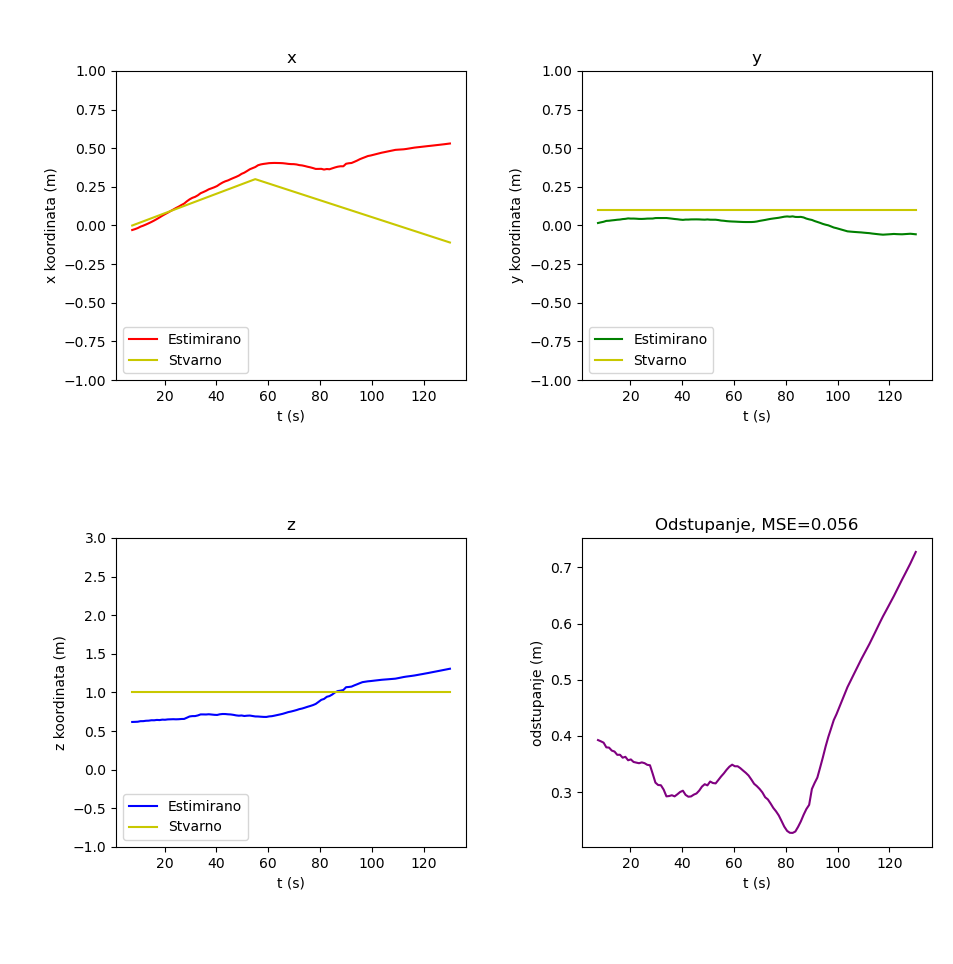 x
1.00
0.75
0.50
0.25
0.00
−0.25
−0.50
−0.75
−1.00
x koordinata (m)
Estimirano
Stvarno
20 40 60 80 100 120
t (s)
y
1.00
0.75
0.50
0.25
0.00
−0.25
−0.50
−0.75
−1.00
y koordinata (m)
Estimirano
Stvarno
20 40 60 80 100 120
t (s)
z
3.0
2.5
2.0
1.5
1.0
0.5
0.0
−0.5
−1.0
z koordinata (m)
Estimirano
Stvarno
20 40 60 80 100 120
t (s)
Odstupanje, MSE=0.056
0.7
0.6
0.5
0.4
0.3
odstupanje (m)
20 40 60 80 100 120
t (s)